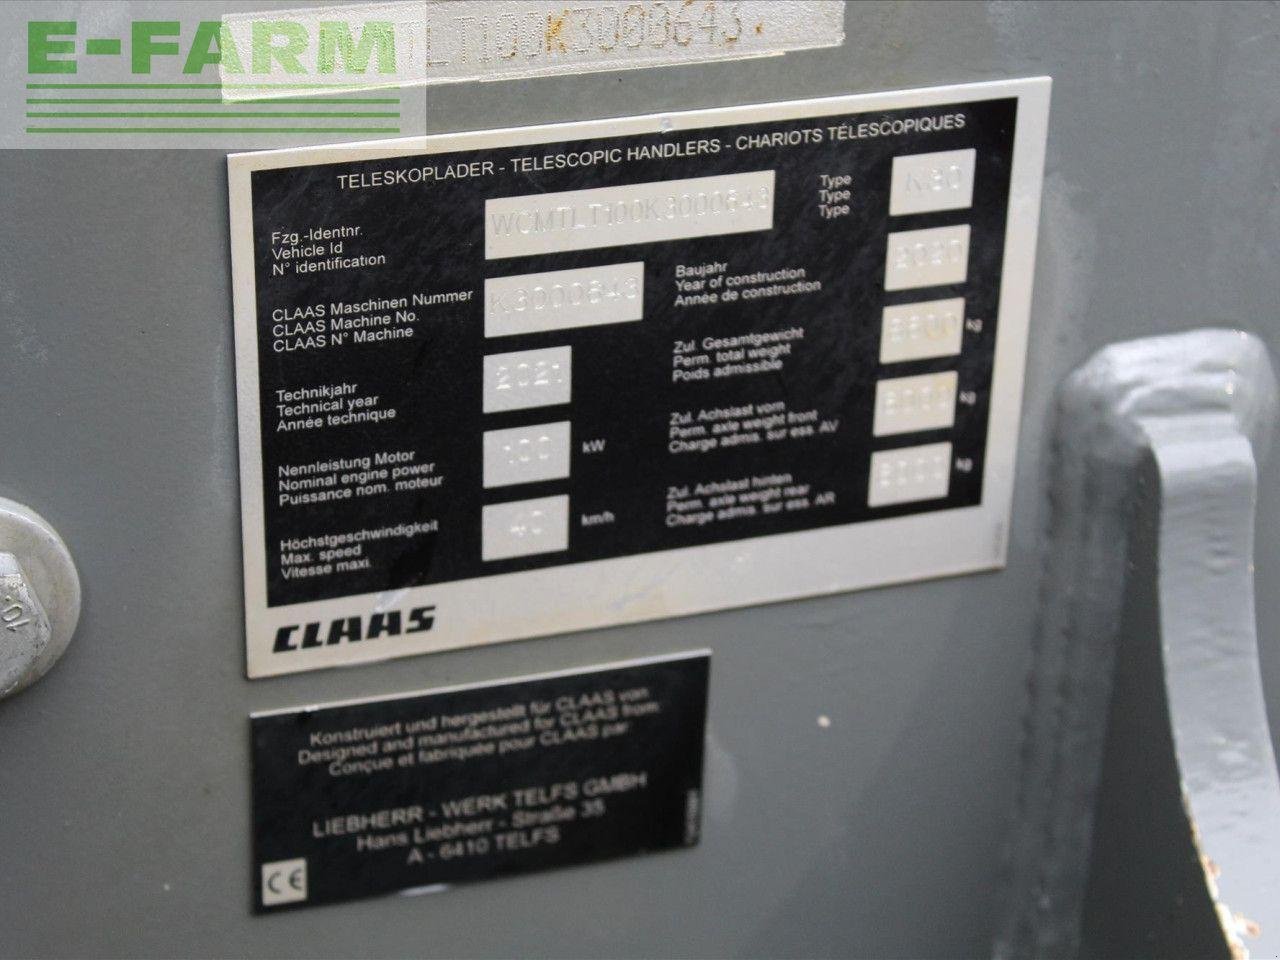 E-FARM
TLT100K3000643
TELESKOPLADER - TELESCOPIC HANDLERS - CHARIOTS TÉLESCOPIQUES
Fzg.-Identnr.
Vehicle Id
N° identification
WCMTLT100K3000643
Type
Type
Type
CLAAS Maschinen Nummer
CLAAS Machine No.
CLAAS N° Machine
K3000643
Baujahr
Year of construction
Année de construction
2020
Technikjahr
Technical year
Année technique
2021
Zul. Gesamtgewicht
Perm. total weight
Poids admissible
kg
Nennleistung Motor
Nominal engine power
Puissance nom. moteur
100 kW
Zul. Achslast vorn
Perm. axle weight front
Charge admis. sur ess. AV
kg
Höchstgeschwindigkeit
Max. speed
Vitesse maxi.
40 km/h
Zul. Achslast hinten
Perm. axle weight rear
Charge admis. sur ess. AR
kg
CLAAS
Konstruiert und hergestellt für CLAAS von
Designed and manufactured for CLAAS from:
Conçue et fabriquée pour CLAAS par:
LIEBHERR - WERK TELFS GMBH
Hans Liebherr - Straße 35
A - 6410 TELFS
CE
10.